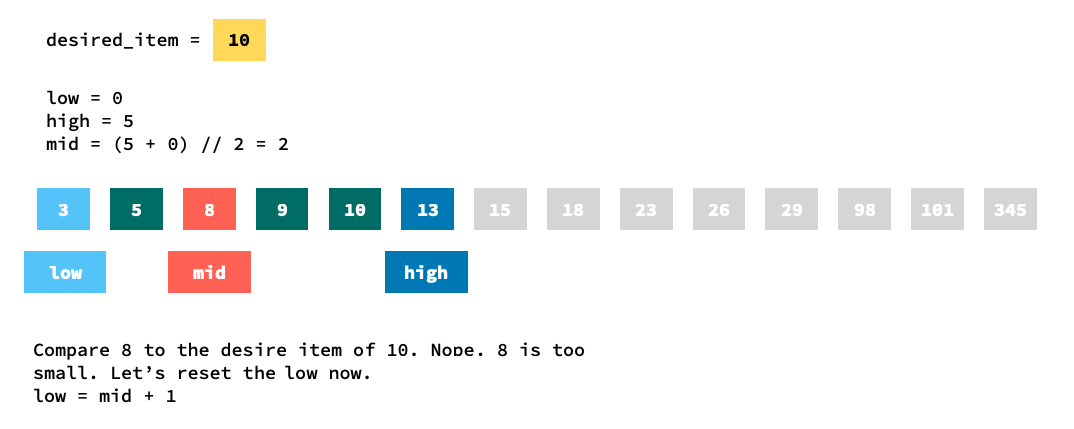 desired_item = 10
low = 0
high = 5
mid = (5 + 0) // 2 = 2
3 5 8 9 10 13 15 18 23 26 29 98 101 345
low mid high
Compare 8 to the desire item of 10. Nope. 8 is too
small. Let’s reset the low now.
low = mid + 1